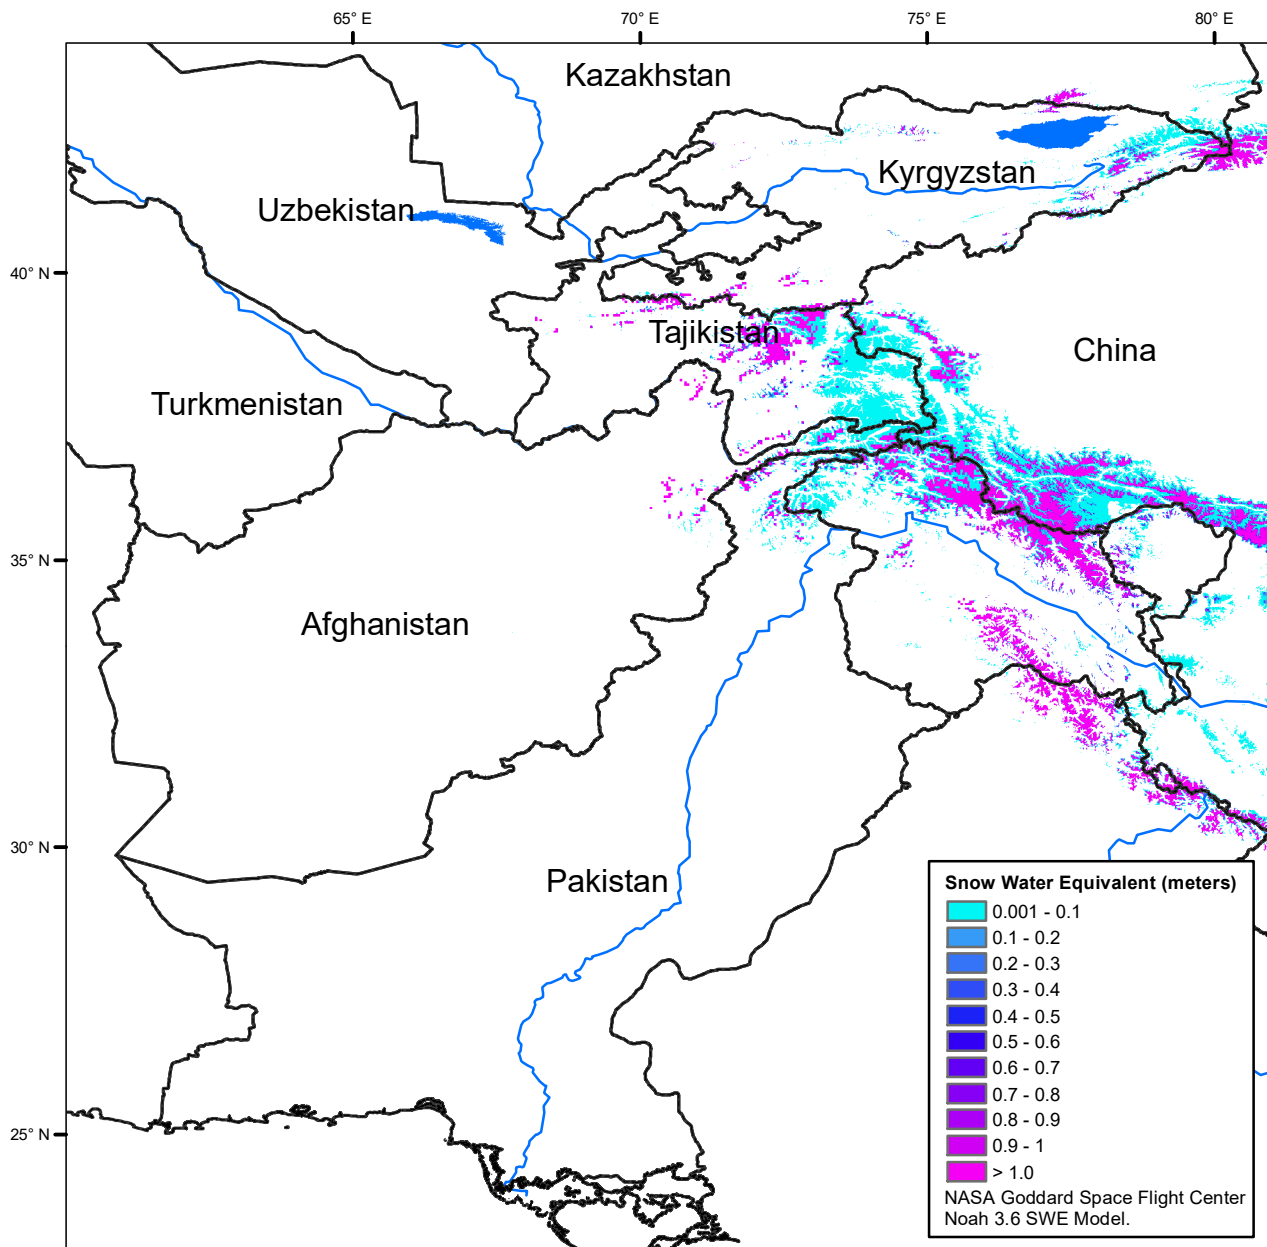 65° E
70° E
75° E
80° E
Kazakhstan
Kyrgyzstan
Uzbekistan
40° N
Tajikistan
China
Turkmenistan
35° N
Afghanistan
30° N
Pakistan
25° N
Snow Water Equivalent (meters)
0.001 - 0.1
0.1 - 0.2
0.2 - 0.3
0.3 - 0.4
0.4 - 0.5
0.5 - 0.6
0.6 - 0.7
0.7 - 0.8
0.8 - 0.9
0.9 - 1
> 1.0
NASA Goddard Space Flight Center
Noah 3.6 SWE Model.